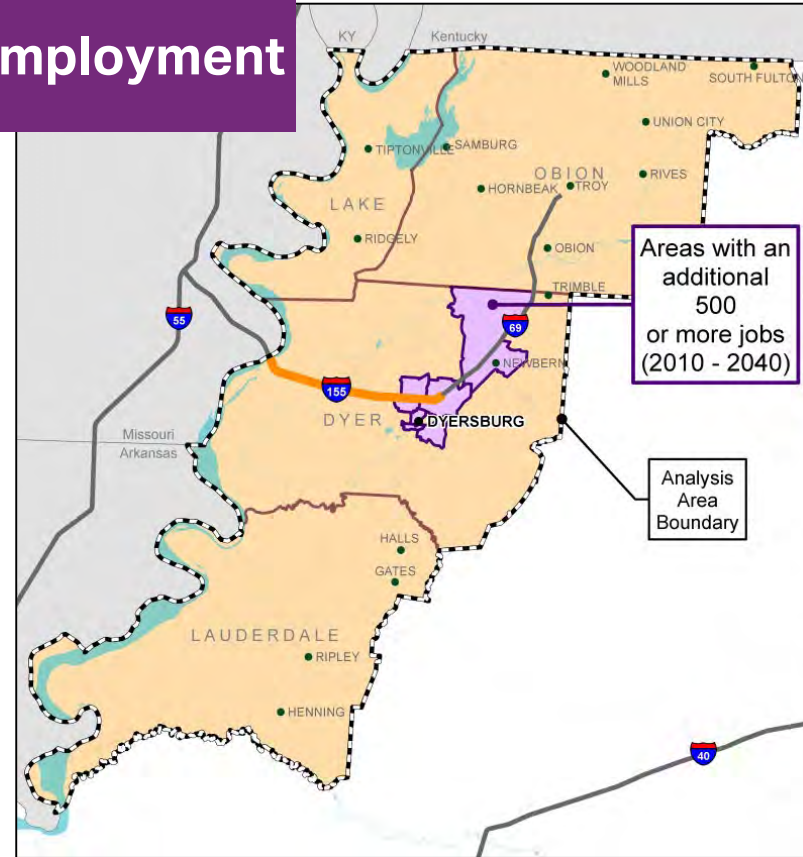 mployment
KY
Kentucky
WOODLAND
MILLS
SOUTH FULTON
UNION CITY
TIPTONVILLE
SAMBURG
OBION
RIVES
HORNBEAK
TROY
LAKE
RIDGELY
OBION
Areas with an
additional
500
or more jobs
(2010 - 2040)
TRIMBLE
55
69
NEWBERN
155
DYER
DYERSBURG
Missouri
Arkansas
Analysis
Area
Boundary
HALLS
GATES
LAUDERDALE
RIPLEY
HENNING
40